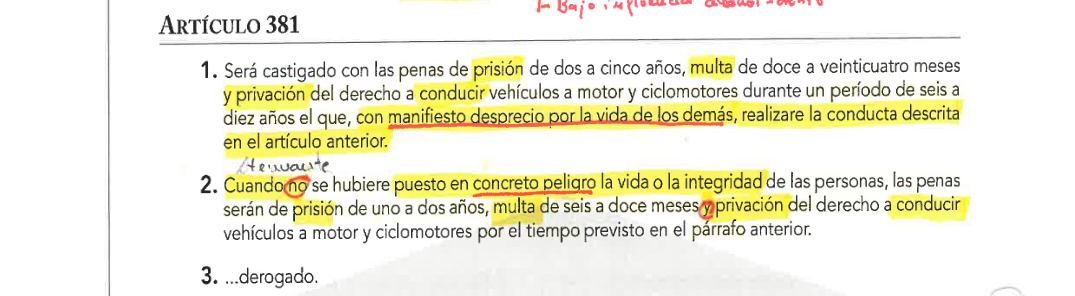 - Bajo influencia
ARTÍCULO 381
1. Será castigado con las penas de prisión de dos a cinco años, multa de doce a veinticuatro meses
y privación del derecho a conducir vehículos a motor y ciclomotores durante un período de seis a
diez años el que, con manifiesto desprecio por la vida de los demás, realizare la conducta descrita
en el artículo anterior.
2. Cuando no se hubiere puesto en concreto peligro la vida o la integridad de las personas, las penas
serán de prisión de uno a dos años, multa de seis a doce meses y privación del derecho a conducir
vehículos a motor y ciclomotores por el tiempo previsto en el párrafo anterior.
3. ...derogado.